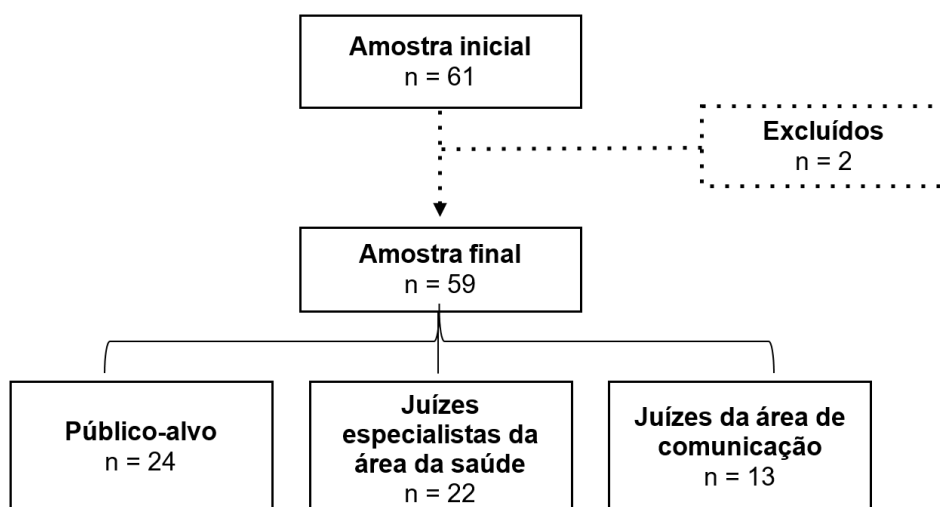 Amostra inicial
n = 61
Excluídos
n = 2
Amostra final
n = 59
Público-alvo
n = 24
Juízes
especialistas da
área da saúde
n = 22
Juízes da área de
comunicação
n = 13